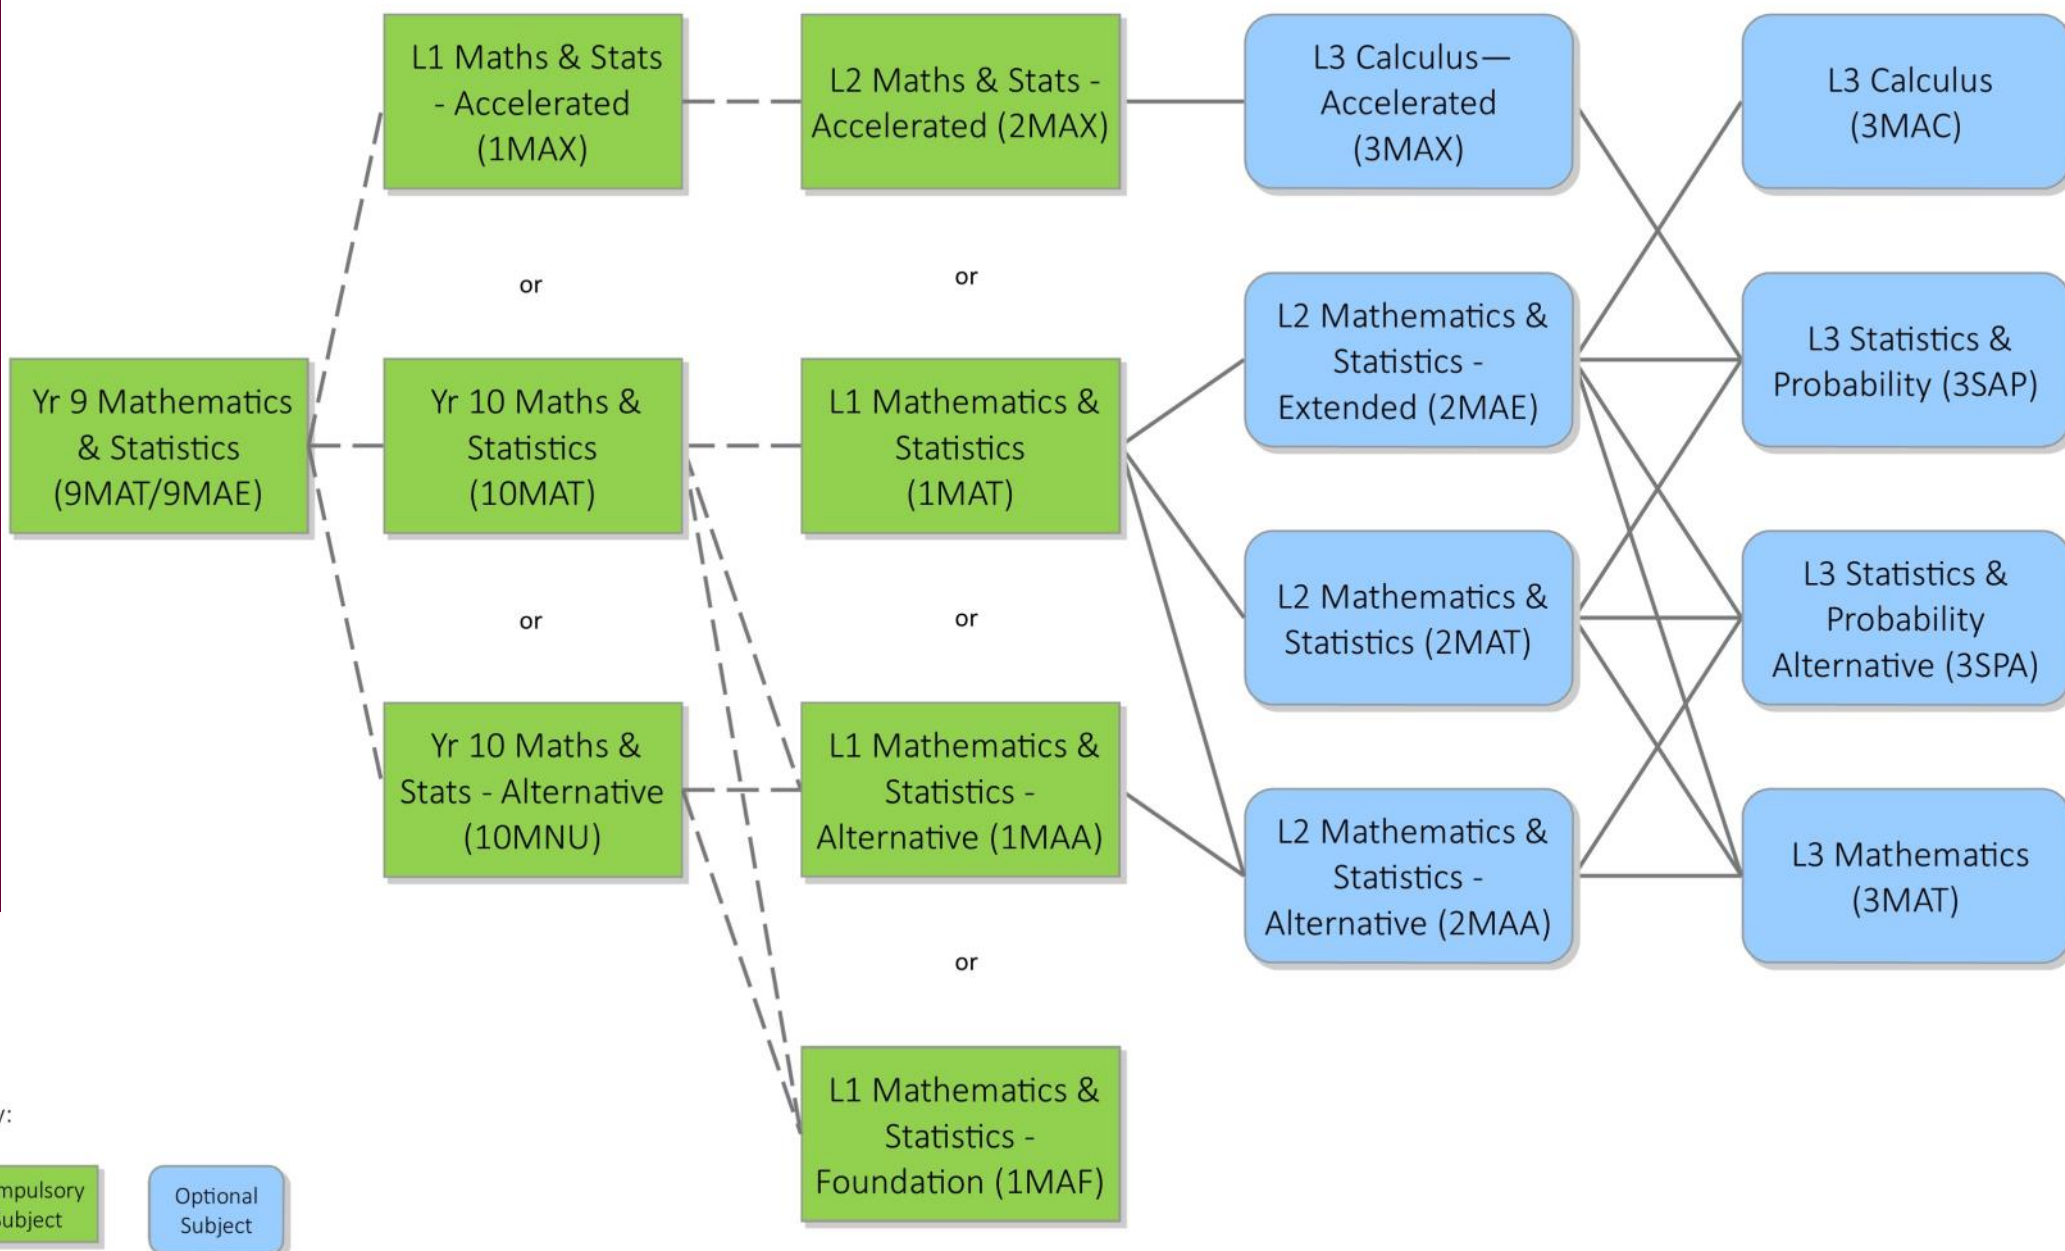 L1 Maths & Stats
- Accelerated
(1MAX)
L2 Maths & Stats -
Accelerated (2MAX)
L3 Calculus—
Accelerated
(3MAX)
L3 Calculus
(3MAC)
or
or
Yr 9 Mathematics
& Statistics
(9MAT/9MAE)
Yr 10 Maths &
Statistics
(10MAT)
L1 Mathematics &
Statistics
(1MAT)
L2 Mathematics &
Statistics -
Extended (2MAE)
L3 Statistics &
Probability (3SAP)
or
or
L2 Mathematics &
Statistics (2MAT)
L3 Statistics &
Probability
Alternative (3SPA)
Yr 10 Maths &
Stats - Alternative
(10MNU)
L1 Mathematics &
Statistics -
Alternative (1MAA)
L2 Mathematics &
Statistics -
Alternative (2MAA)
L3 Mathematics
(3MAT)
or
L1 Mathematics &
Statistics -
Foundation (1MAF)
y:
mpulsory
ubject
Optional
Subject